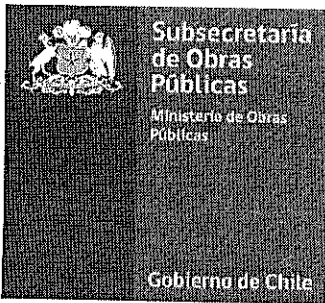 Subsecretaría
de Obras
Públicas
Ministerio de Obras
Públicas
Gobierno de Chile